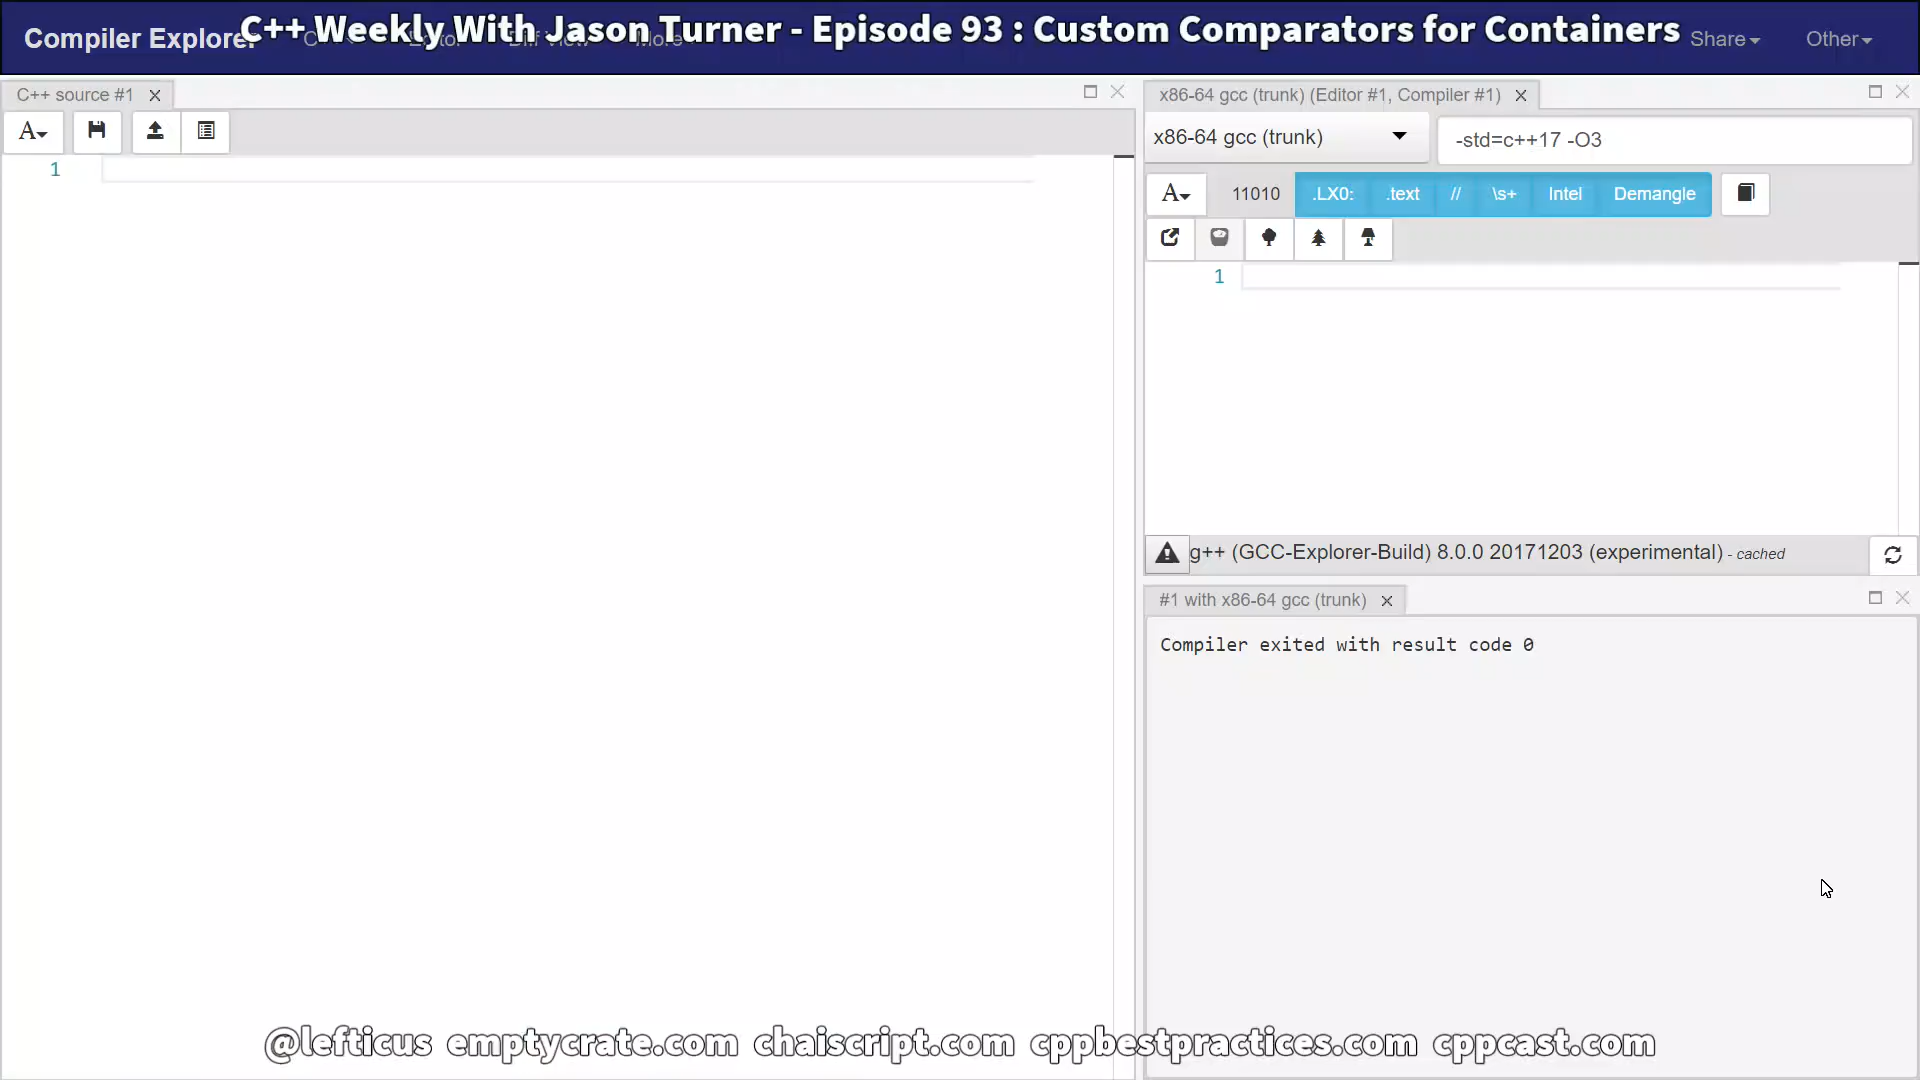 C++ Weekly With Jason Turner - Episode 93 : Custom Comparators for Containers
Compiler Explorer
Share
Other
C++ source #1
A
1
x86-64 gcc (trunk) (Editor #1, Compiler #1)
x86-64 gcc (trunk)
-std=c++17 -O3
A
11010
.LX0:
.text
//
\s+
Intel
Demangle
1
g++ (GCC-Explorer-Build) 8.0.0 20171203 (experimental) - cached
#1 with x86-64 gcc (trunk)
Compiler exited with result code 0
@lefticus emptycrate.com chaiscript.com cppbestpractices.com cppcast.com